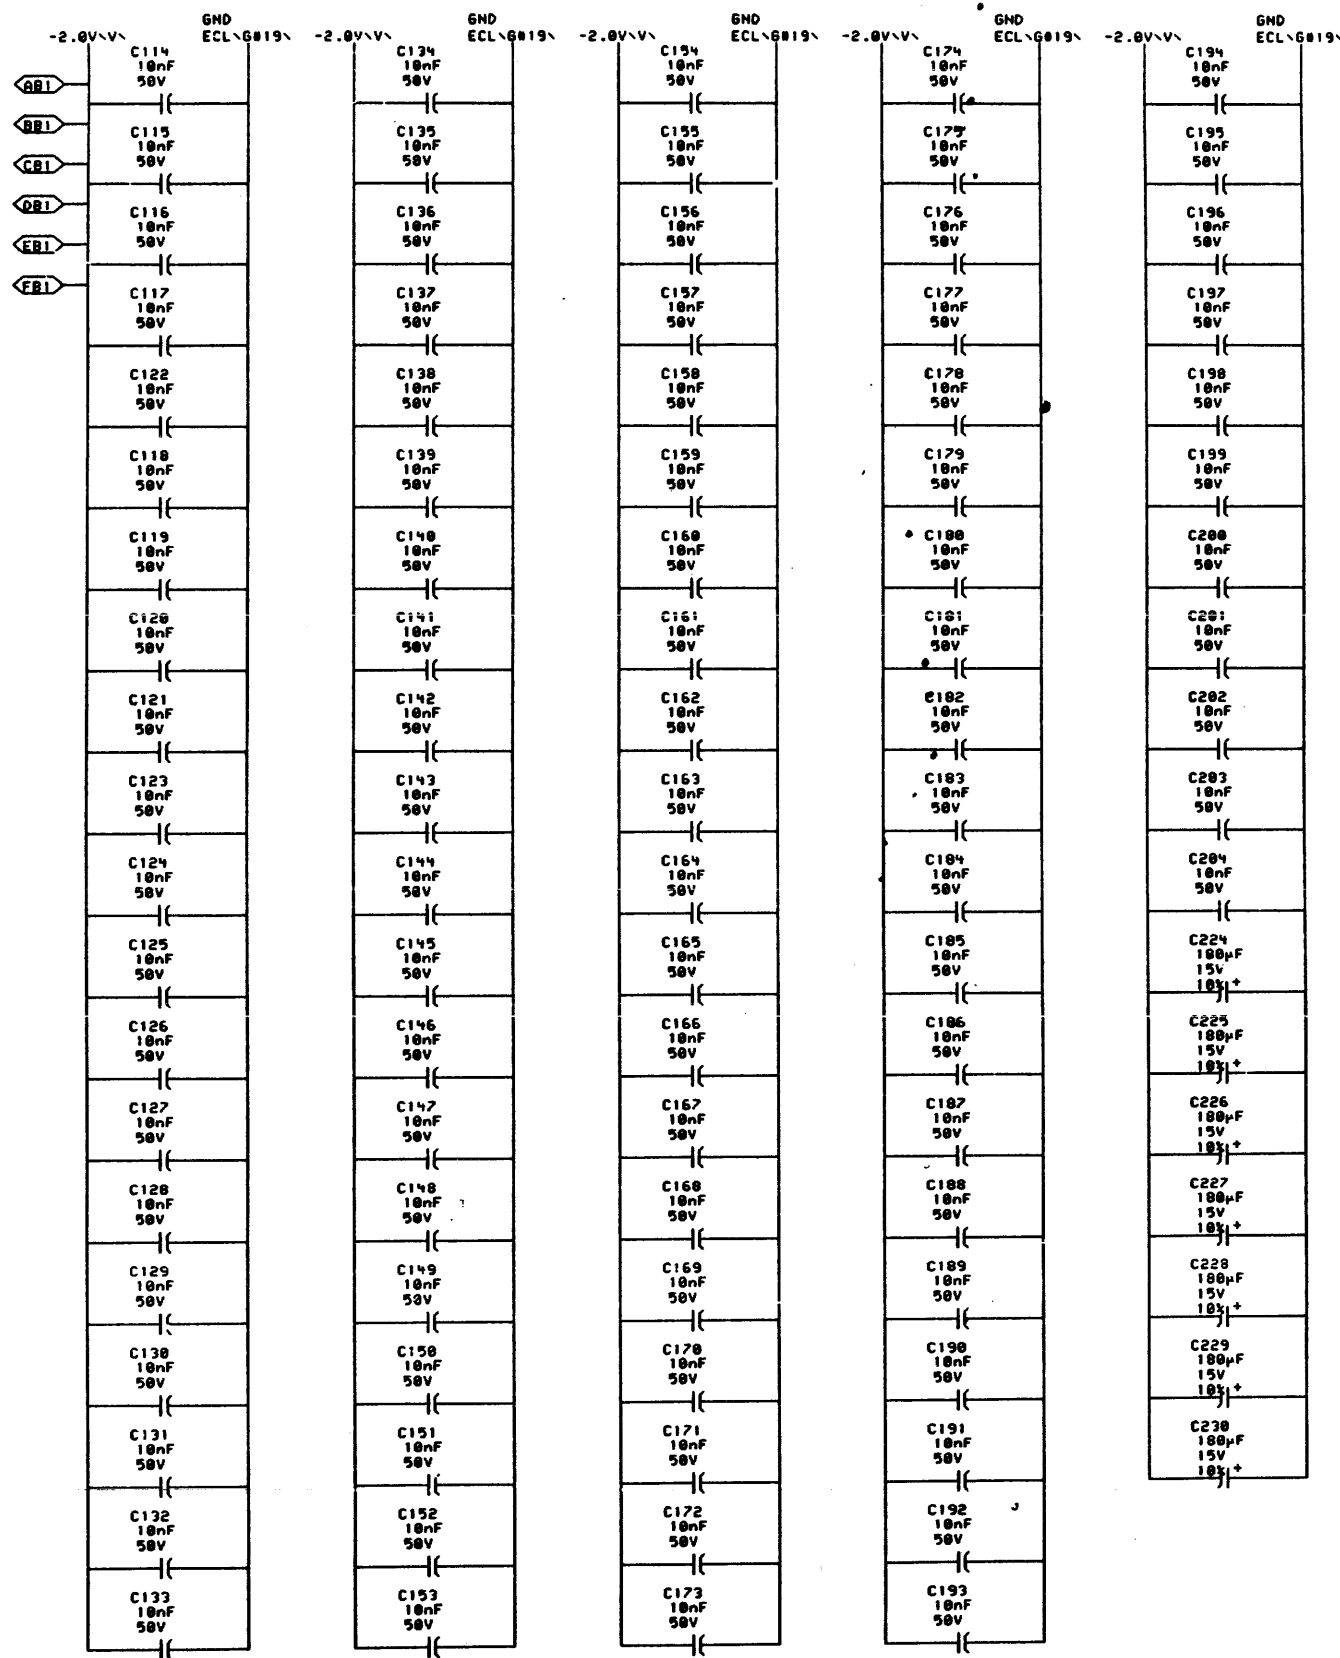 GND
-2.0V\V\ ECL\G019\
AB1
BB1
CB1
DB1
EB1
FB1
C114
10nF
50V
C115
10nF
50V
C116
10nF
50V
C117
10nF
50V
C122
10nF
50V
C118
10nF
50V
C119
10nF
50V
C120
10nF
50V
C121
10nF
50V
C123
10nF
50V
C124
10nF
50V
C125
10nF
50V
C126
10nF
50V
C127
10nF
50V
C128
10nF
50V
C129
10nF
50V
C130
10nF
50V
C131
10nF
50V
C132
10nF
50V
C133
10nF
50V
GND
-2.0V\V\ ECL\G019\
C134
10nF
50V
C135
10nF
50V
C136
10nF
50V
C137
10nF
50V
C138
10nF
50V
C139
10nF
50V
C140
10nF
50V
C141
10nF
50V
C142
10nF
50V
C143
10nF
50V
C144
10nF
50V
C145
10nF
50V
C146
10nF
50V
C147
10nF
50V
C148
10nF
50V
C149
10nF
50V
C150
10nF
50V
C151
10nF
50V
C152
10nF
50V
C153
10nF
50V
GND
-2.0V\V\ ECL\G019\
C154
10nF
50V
C155
10nF
50V
C156
10nF
50V
C157
10nF
50V
C158
10nF
50V
C159
10nF
50V
C160
10nF
50V
C161
10nF
50V
C162
10nF
50V
C163
10nF
50V
C164
10nF
50V
C165
10nF
50V
C166
10nF
50V
C167
10nF
50V
C168
10nF
50V
C169
10nF
50V
C170
10nF
50V
C171
10nF
50V
C172
10nF
50V
C173
10nF
50V
GND
-2.0V\V\ ECL\G019\
C174
10nF
50V
C175
10nF
50V
C176
10nF
50V
C177
10nF
50V
C178
10nF
50V
C179
10nF
50V
C180
10nF
50V
C181
10nF
50V
C182
10nF
50V
C183
10nF
50V
C184
10nF
50V
C185
10nF
50V
C186
10nF
50V
C187
10nF
50V
C188
10nF
50V
C189
10nF
50V
C190
10nF
50V
C191
10nF
50V
C192
10nF
50V
C193
10nF
50V
GND
-2.0V\V\ ECL\G019\
C194
10nF
50V
C195
10nF
50V
C196
10nF
50V
C197
10nF
50V
C198
10nF
50V
C199
10nF
50V
C200
10nF
50V
C201
10nF
50V
C202
10nF
50V
C203
10nF
50V
C204
10nF
50V
C224
180µF
15V
10% +
C225
180µF
15V
10% +
C226
180µF
15V
10% +
C227
180µF
15V
10% +
C228
180µF
15V
10% +
C229
180µF
15V
10% +
C230
180µF
15V
10% +